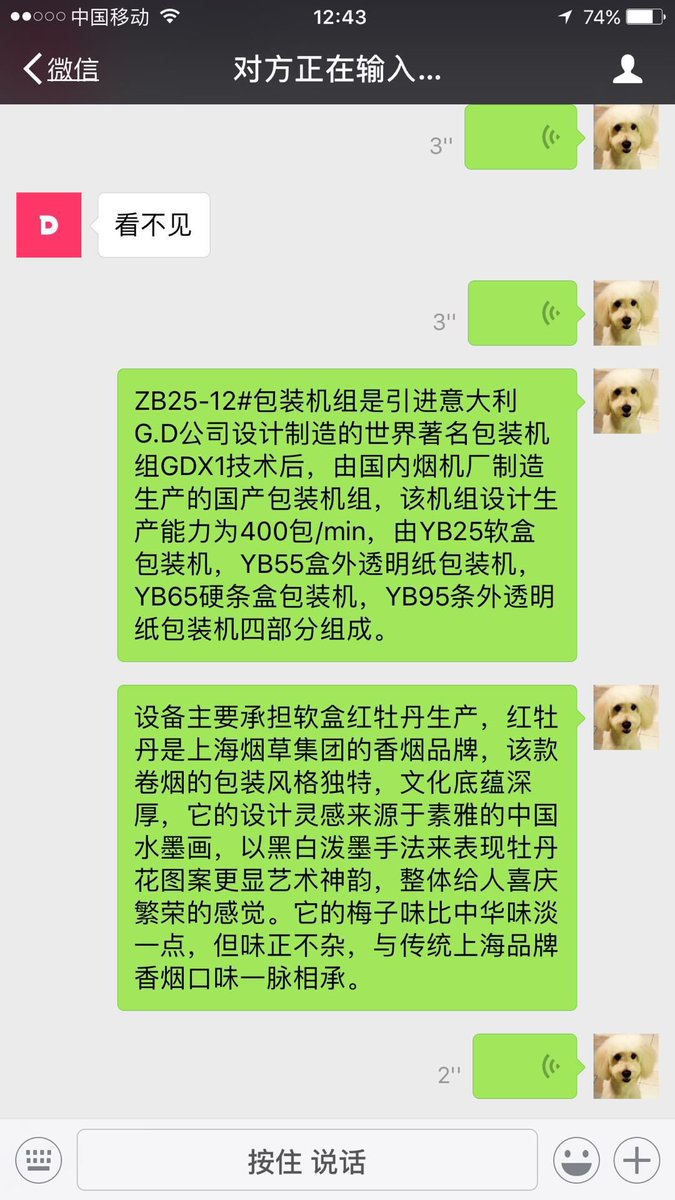 中国移动 12:43 74%
微信 对方正在输入...
3''
D 看不见
3''
ZB25-12#包装机组是引进意大利
G.D公司设计制造的世界著名包装机
组GDX1技术后，由国内烟机厂制造
生产的国产包装机组，该机组设计生
产能力为400包/min，由YB25软盒
包装机，YB55盒外透明纸包装机，
YB65硬条盒包装机，YB95条外透明
纸包装机四部分组成。
设备主要承担软盒红牡丹生产，红牡
丹是上海烟草集团的香烟品牌，该款
卷烟的包装风格独特，文化底蕴深
厚，它的设计灵感来源于素雅的中国
水墨画，以黑白泼墨手法来表现牡丹
花图案更显艺术神韵，整体给人喜庆
繁荣的感觉。它的梅子味比中华味淡
一点，但味正不杂，与传统上海品牌
香烟口味一脉相承。
2''
按住 说话